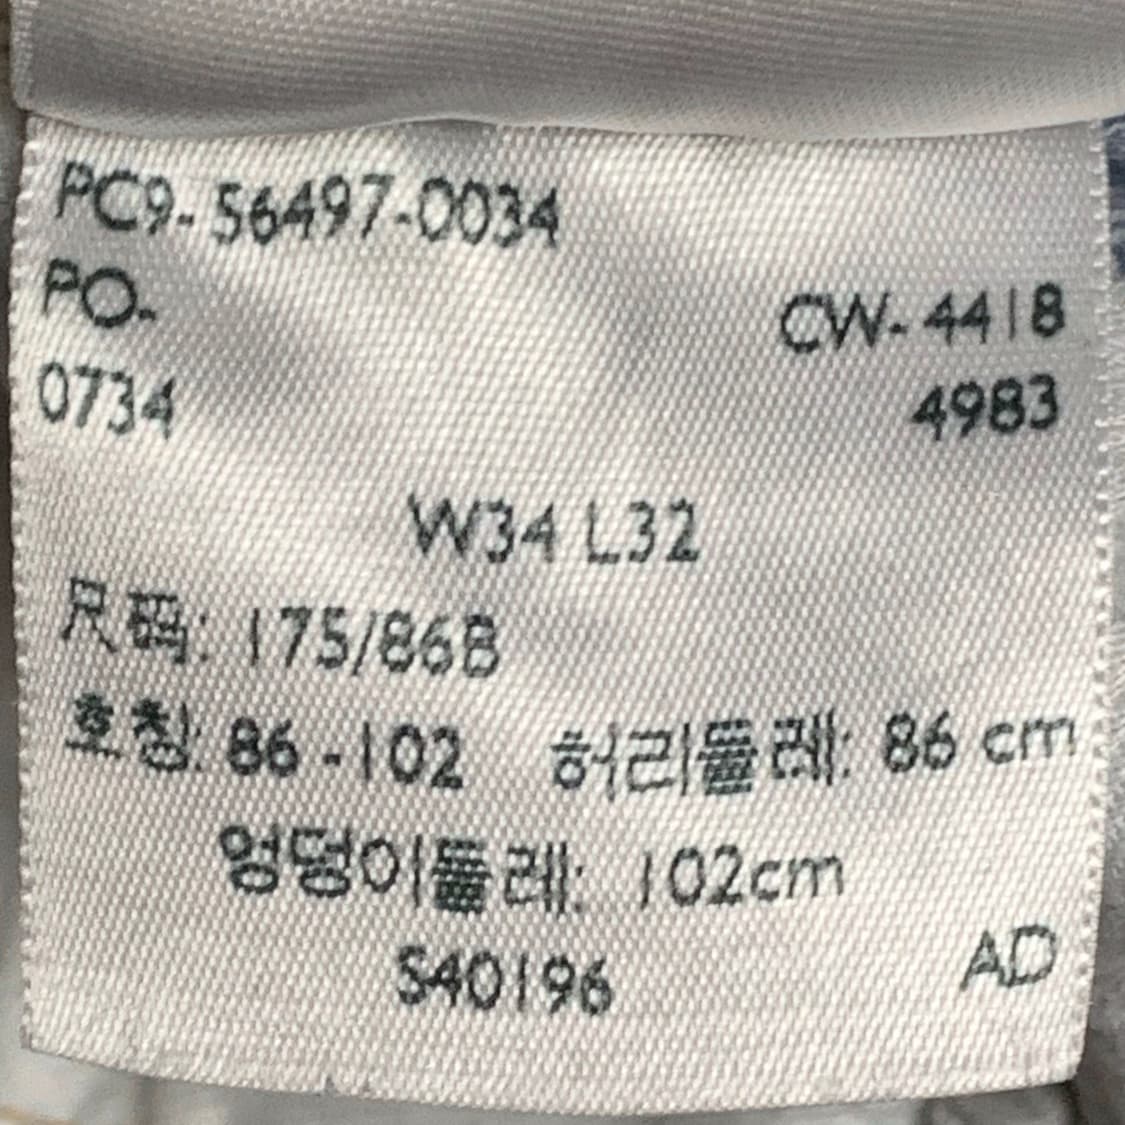 PC9-56497-0034
PO-
CW-4418
0734
4983
W34 L32
尺码: 175/86B
호칭: 86-102 허리둘레: 86 cm
엉덩이둘레: 102cm
S40196
AD